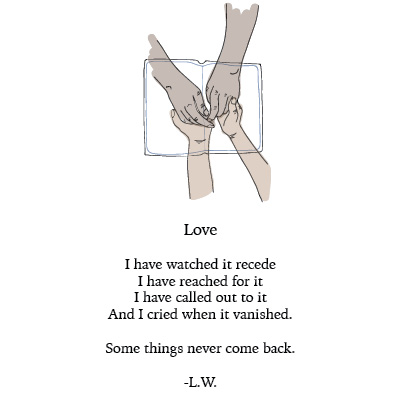 Love
I have watched it recede
I have reached for it
I have called out to it
And I cried when it vanished.
Some things never come back.
-L.W.